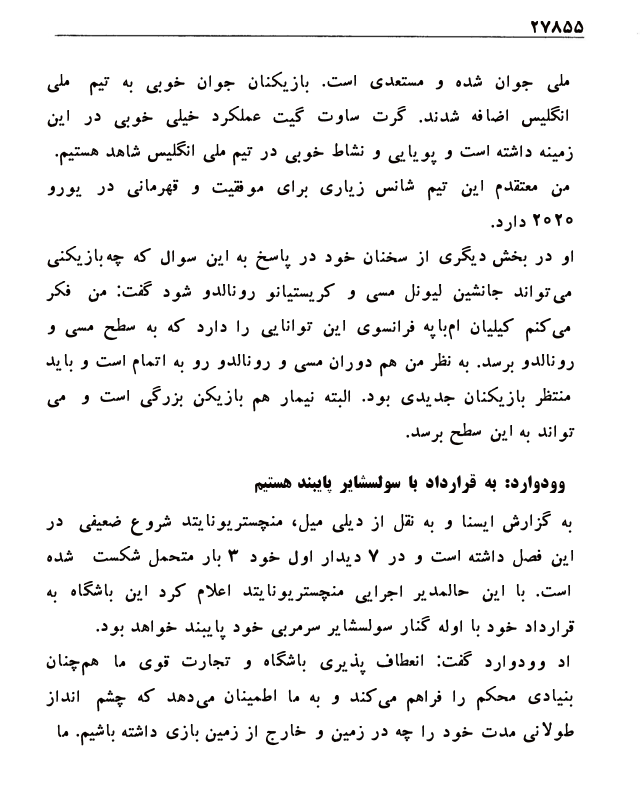 ۲۷۸۵۵
ملی جوان شده و مستعدی است. بازیکنان جوان خوبی به تیم ملی
انگلیس اضافه شدند. گرت ساوت گیت عملکرد خیلی خوبی در این
زمینه داشته است و پویایی و نشاط خوبی در تیم ملی انگلیس شاهد هستیم.
من معتقدم این تیم شانس زیاری برای موفقیت و قهرمانی در یورو
۲۰۲۰ دارد.
او در بخش دیگری از سخنان خود در پاسخ به این سوال که چه‌بازیکنی
می‌تواند جانشین لیونل مسی و کریستیانو رونالدو شود گفت: من فکر
می‌کنم کیلیان ام‌باپه فرانسوی این توانایی را دارد که به سطح مسی و
رونالدو برسد. به نظر من هم دوران مسی و رونالدو رو به اتمام است و باید
منتظر بازیکنان جدیدی بود. البته نیمار هم بازیکن بزرگی است و می
تواند به این سطح برسد.
وودوارد: به قرارداد با سولسشایر پایبند هستیم
به گزارش ایسنا و به نقل از دیلی میل، منچستریونایتد شروع ضعیفی در
این فصل داشته است و در ۷ دیدار اول خود ۳ بار متحمل شکست شده
است. با این حالمدیر اجرایی منچستریونایتد اعلام کرد این باشگاه به
قرارداد خود با اوله گنار سولسشایر سرمربی خود پایبند خواهد بود.
اد وودوارد گفت: انعطاف پذیری باشگاه و تجارت قوی ما هم‌چنان
بنیادی محکم را فراهم می‌کند و به ما اطمینان می‌دهد که چشم انداز
طولانی مدت خود را چه در زمین و خارج از زمین بازی داشته باشیم. ما